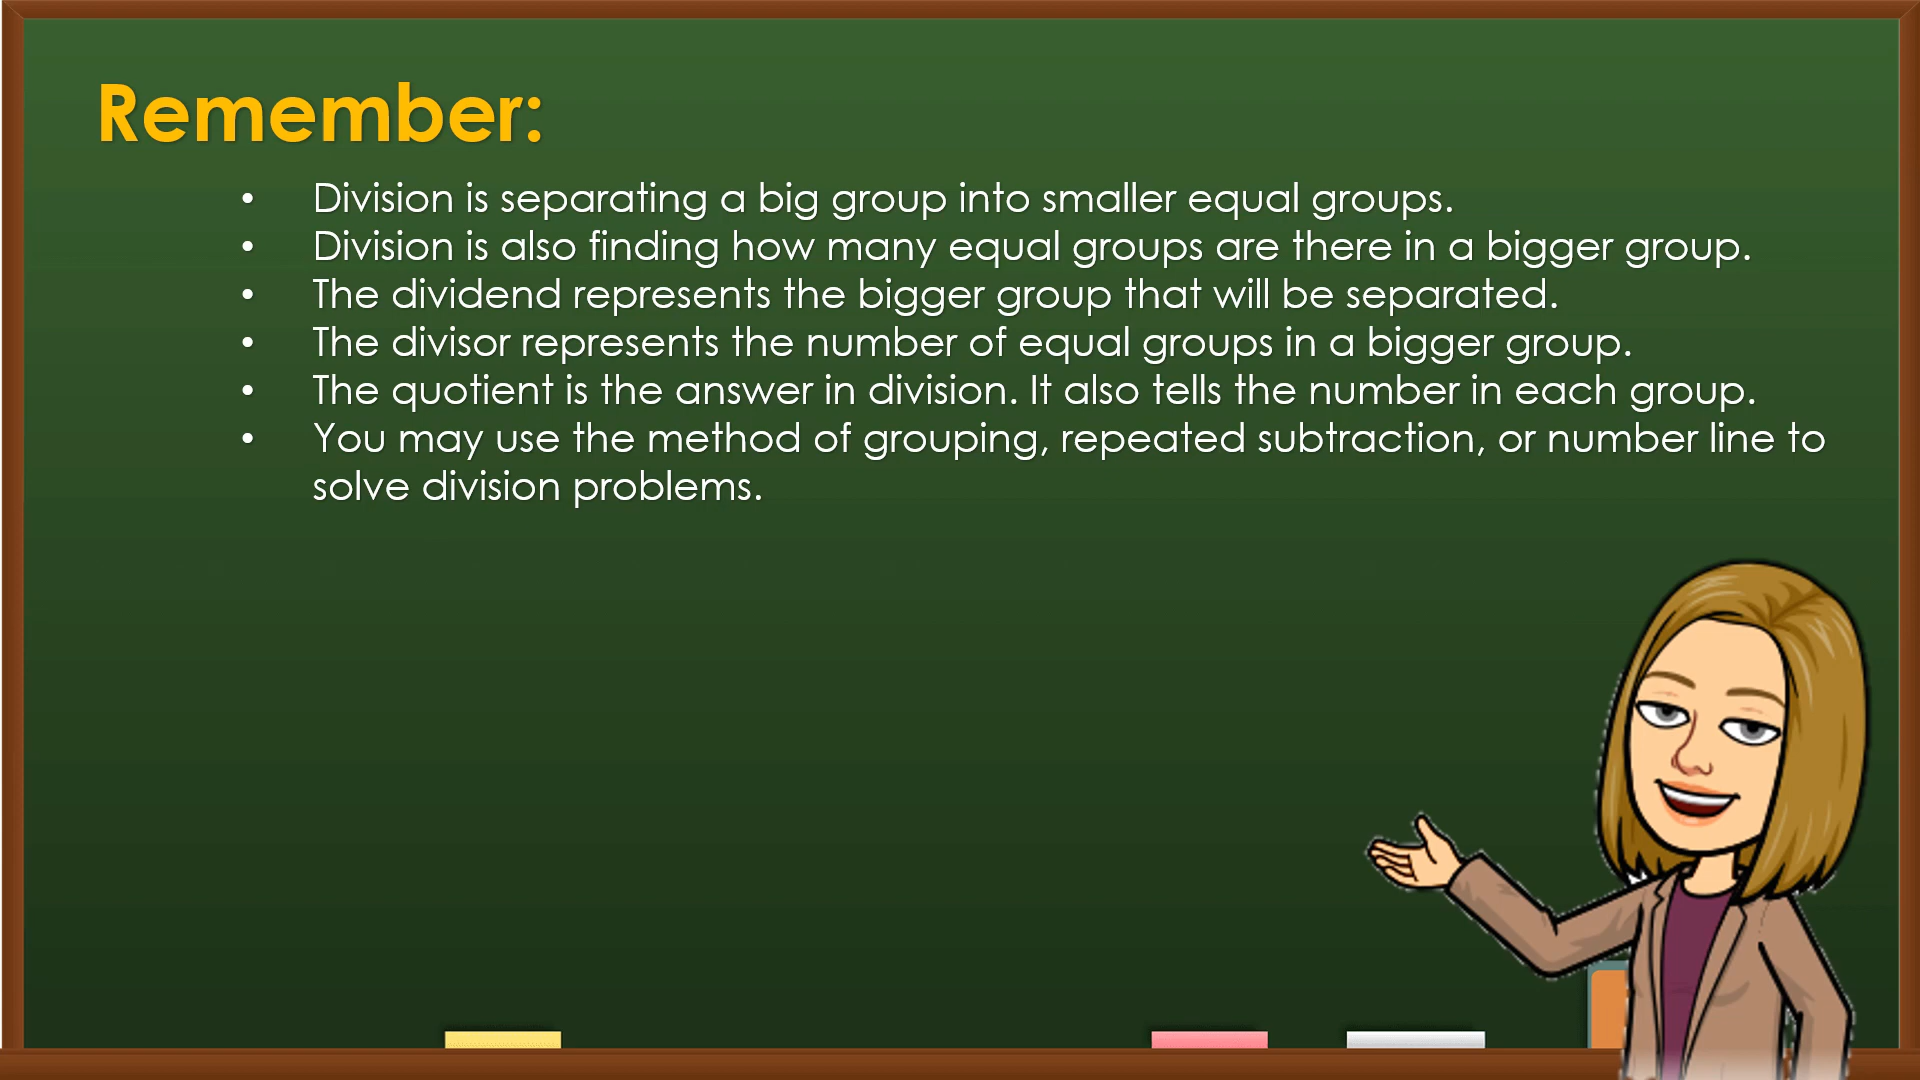 Remember:
• Division is separating a big group into smaller equal groups.
• Division is also finding how many equal groups are there in a bigger group.
• The dividend represents the bigger group that will be separated.
• The divisor represents the number of equal groups in a bigger group.
• The quotient is the answer in division. It also tells the number in each group.
• You may use the method of grouping, repeated subtraction, or number line to
solve division problems.